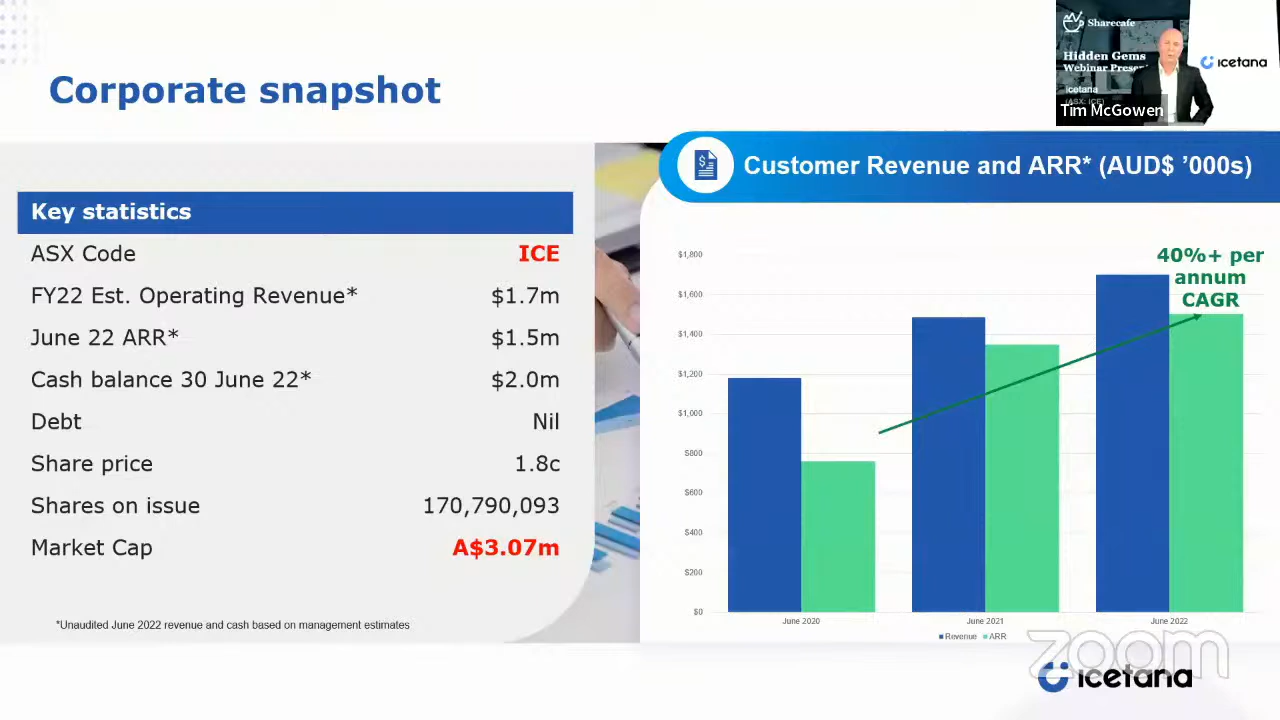 Corporate snapshot
Sharecafe
Hidden Gems
Webinar Presen
icetana
(ASX: ICE)
icetana
Tim McGowen
Customer Revenue and ARR* (AUD$ ’000s)
Key statistics
ASX Code ICE
FY22 Est. Operating Revenue* $1.7m
June 22 ARR* $1.5m
Cash balance 30 June 22* $2.0m
Debt Nil
Share price 1.8c
Shares on issue 170,790,093
Market Cap A$3.07m
*Unaudited June 2022 revenue and cash based on management estimates
40%+ per
annum
CAGR
$1,800
$1,600
$1,400
$1,200
$1,000
$800
$600
$400
$200
$0
June 2020 June 2021 June 2022
Revenue ARR
zoom
icetana